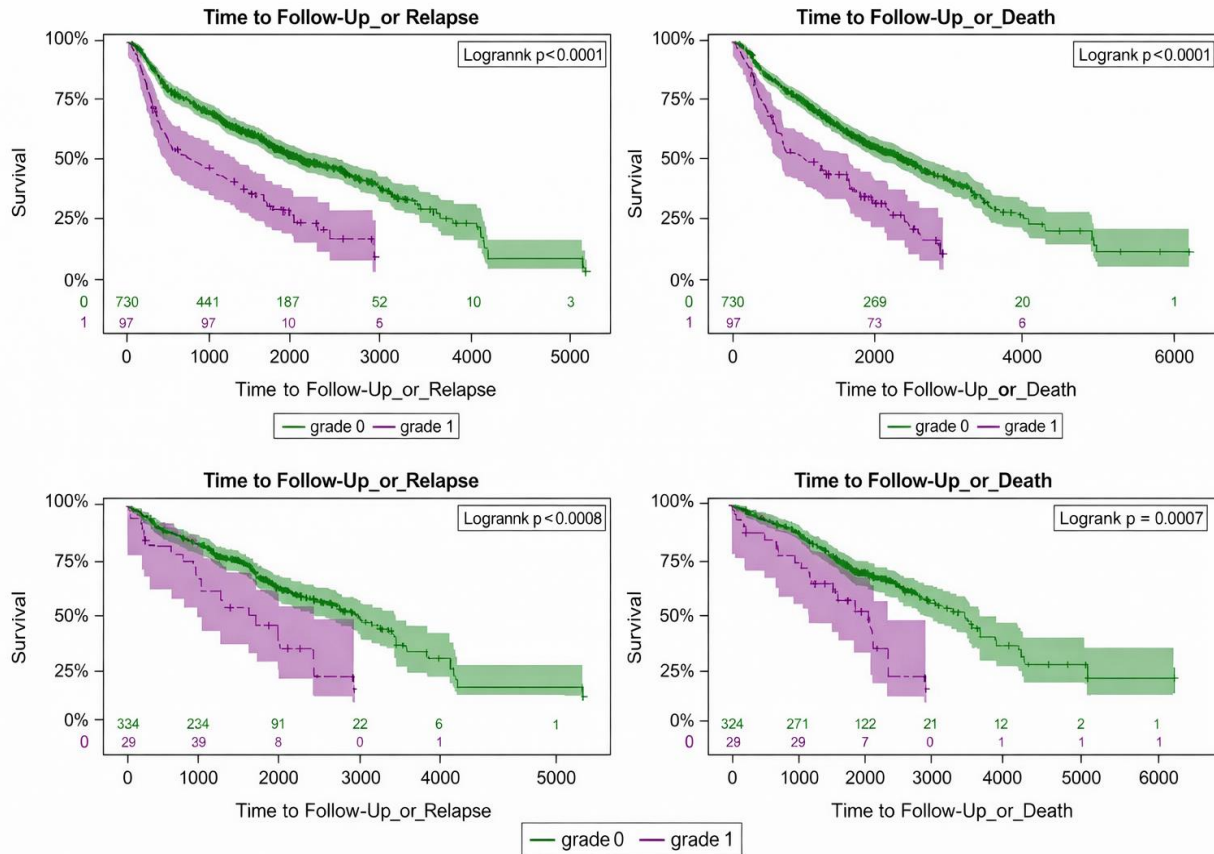 Time to Follow-Up_or Relapse
Logrannk p<0.0001
Survival
100%
75%
50%
25%
0%
0 730 441 187 52 10 3
1 97 97 10 6
0 1000 2000 3000 4000 5000
Time to Follow-Up_or_Relapse
grade 0 grade 1
Time to Follow-Up_or_Death
Logrannk p<0.0001
Survival
100%
75%
50%
25%
0%
0 730 269 20 1
1 97 73 6
0 2000 4000 6000
Time to Follow-Up_or_Death
grade 0 grade 1
Time to Follow-Up_or_Relapse
Logrannk p<0.0008
Survival
100%
75%
50%
25%
0%
334 234 91 22 6 1
0 29 39 8 0 1
0 1000 2000 3000 4000 5000
Time to Follow-Up_or_Relapse
Time to Follow-Up_or_Death
Logrank p = 0.0007
Survival
100%
75%
50%
25%
0%
324 271 122 21 12 2 1
0 29 29 7 0 1 1 1
0 1000 2000 3000 4000 5000 6000
Time to Follow-Up_or_Death
grade 0 grade 1